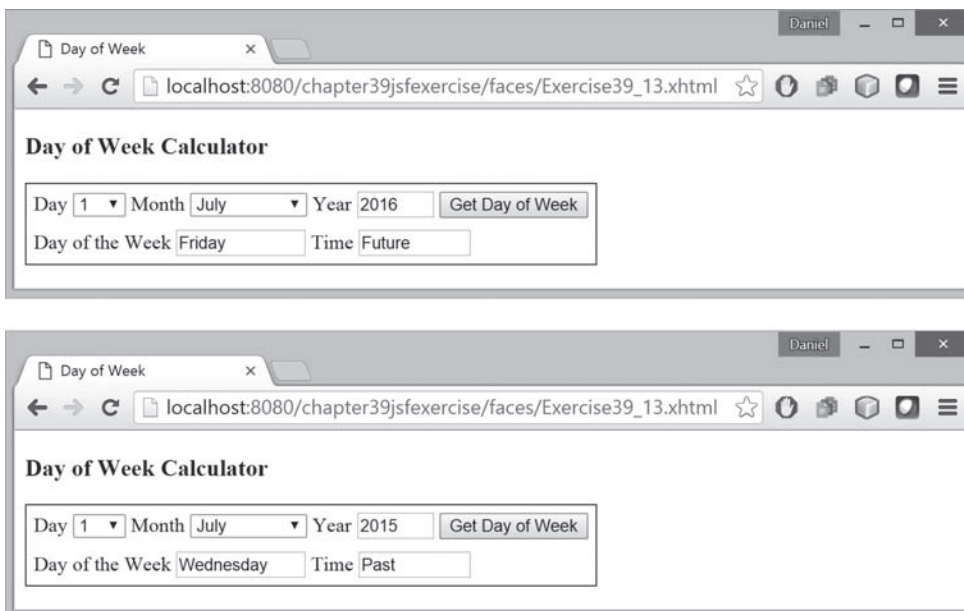 Daniel
Day of Week
localhost:8080/chapter39jsfexercise/faces/Exercise39_13.xhtml
Day of Week Calculator
Day 1 Month July Year 2016 Get Day of Week
Day of the Week Friday Time Future
Daniel
Day of Week
localhost:8080/chapter39jsfexercise/faces/Exercise39_13.xhtml
Day of Week Calculator
Day 1 Month July Year 2015 Get Day of Week
Day of the Week Wednesday Time Past